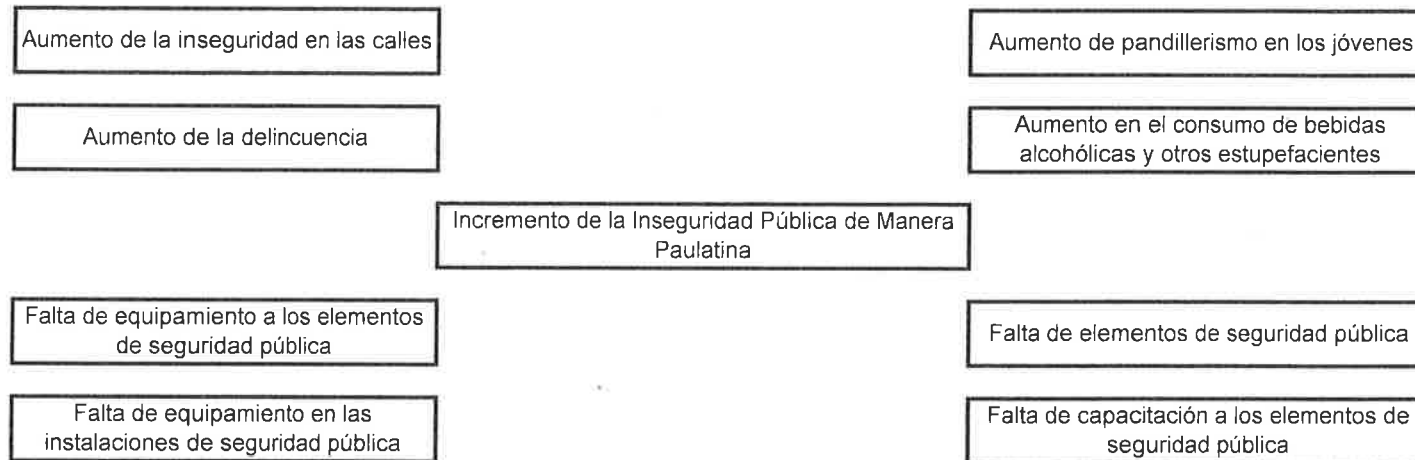 Aumento de la inseguridad en las calles
Aumento de pandillerismo en los jóvenes
Aumento de la delincuencia
Aumento en el consumo de bebidas
alcohólicas y otros estupefacientes
Incremento de la Inseguridad Pública de Manera
Paulatina
Falta de equipamiento a los elementos
de seguridad pública
Falta de elementos de seguridad pública
Falta de equipamiento en las
instalaciones de seguridad pública
Falta de capacitación a los elementos de
seguridad pública